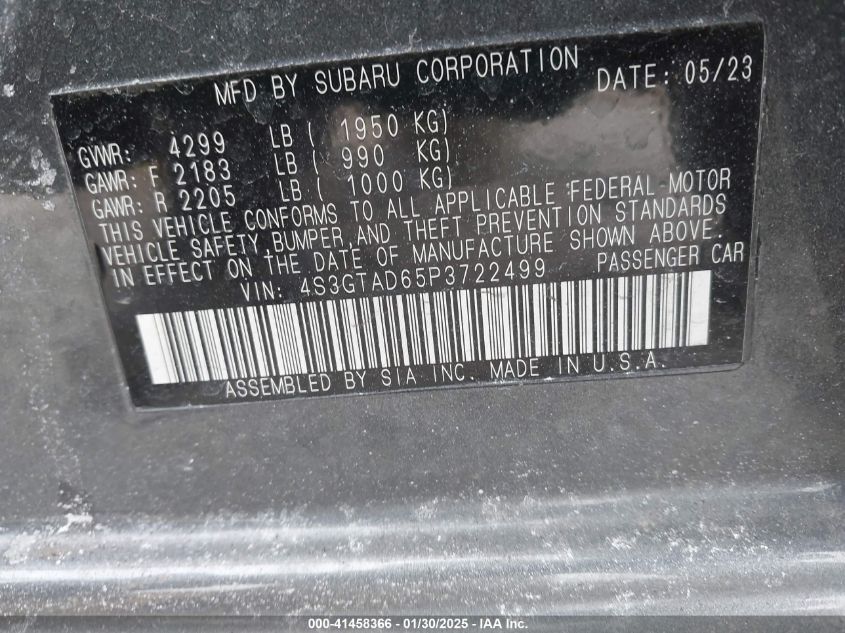 MFD BY SUBARU CORPORATION DATE: 05/23
GVWR: 4299 LB ( 1950 KG)
GAWR: F 2183 LB ( 990 KG)
GAWR: R 2205 LB ( 1000 KG)
THIS VEHICLE CONFORMS TO ALL APPLICABLE FEDERAL MOTOR
VEHICLE SAFETY, BUMPER, AND THEFT PREVENTION STANDARDS
IN EFFECT ON THE DATE OF MANUFACTURE SHOWN ABOVE.
VIN: 4S3GTAD65P3722499 PASSENGER CAR
ASSEMBLED BY SIA INC. MADE IN U.S.A.
000-41458366 - 01/30/2025 - IAA Inc.